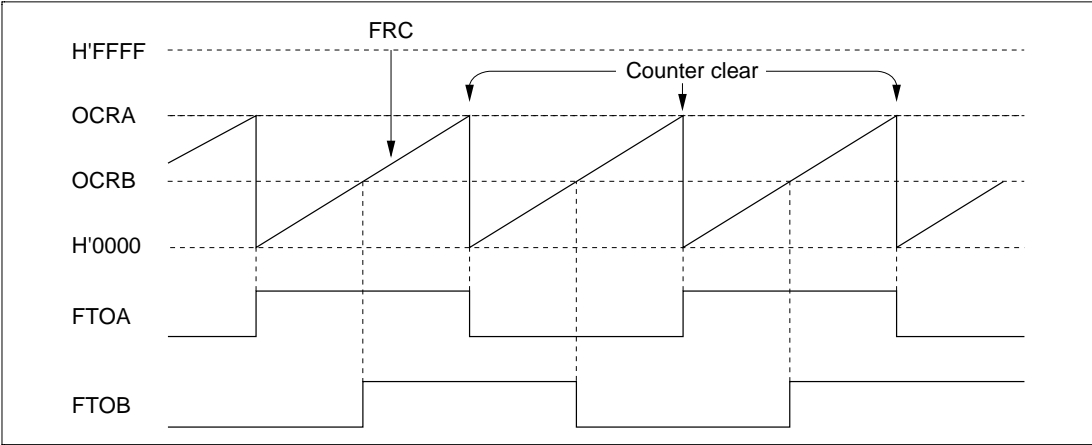 FRC
H'FFFF
Counter clear
OCRA
OCRB
H'0000
FTOA
FTOB